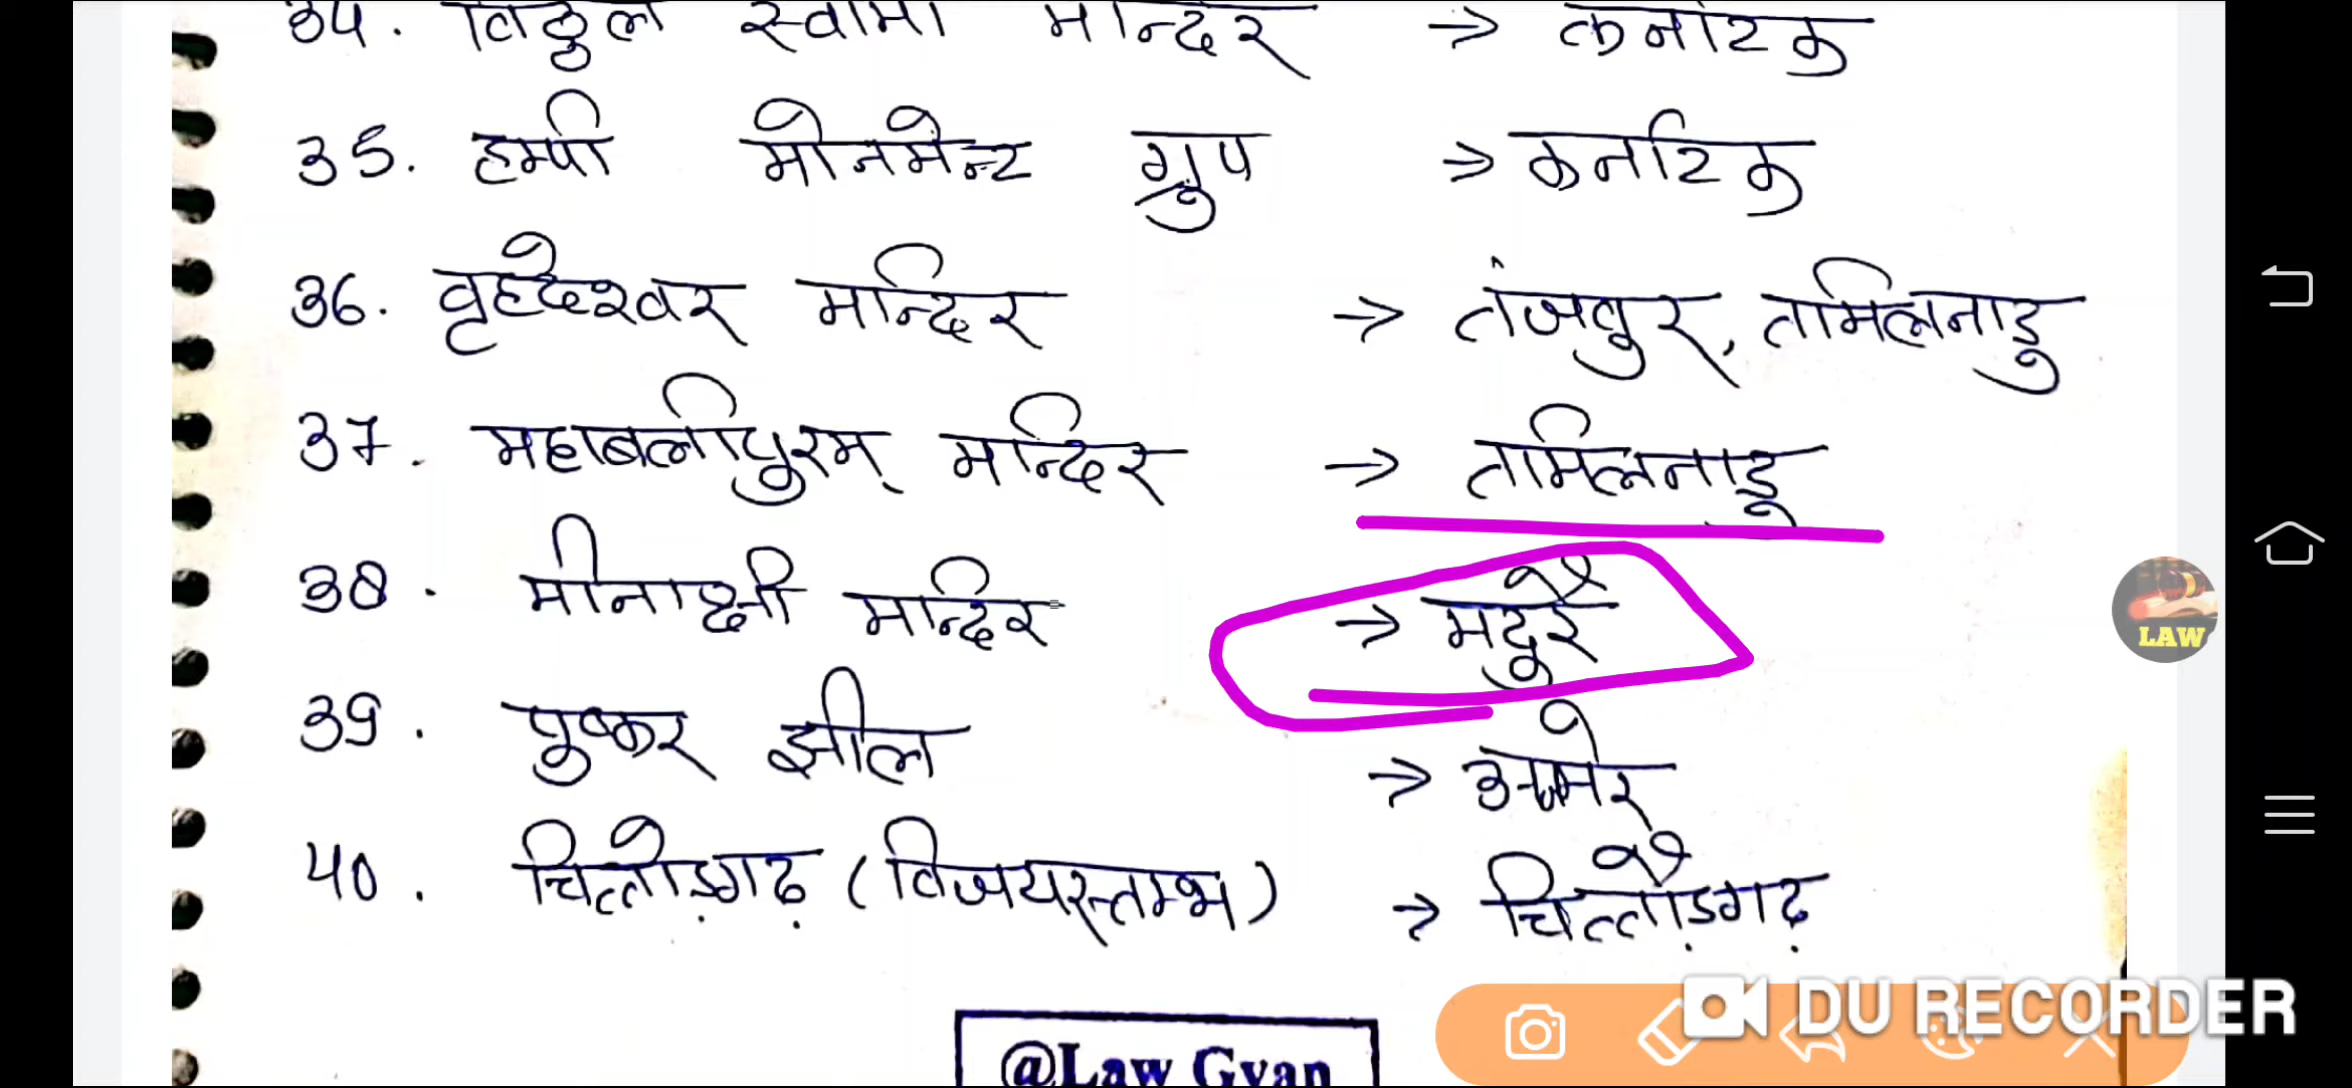 34. विठ्ठल स्वामी मन्दिर → कर्नाटक
35. हम्पी मोनमेन्ट ग्रुप → कर्नाटक
36. वृहदेश्वर मन्दिर → तंजवुर, तामिलनाडु
37. महाबलीपुरम् मन्दिर → तामिलनाडू
38. मीनाक्षी मन्दिर → मदुरै
39. पुष्कर झील → अजमेर
40. चित्तोड़गढ़ (विजयस्तम्भ) → चित्तौड़गढ़
LAW
DU RECORDER
@Law Gyan